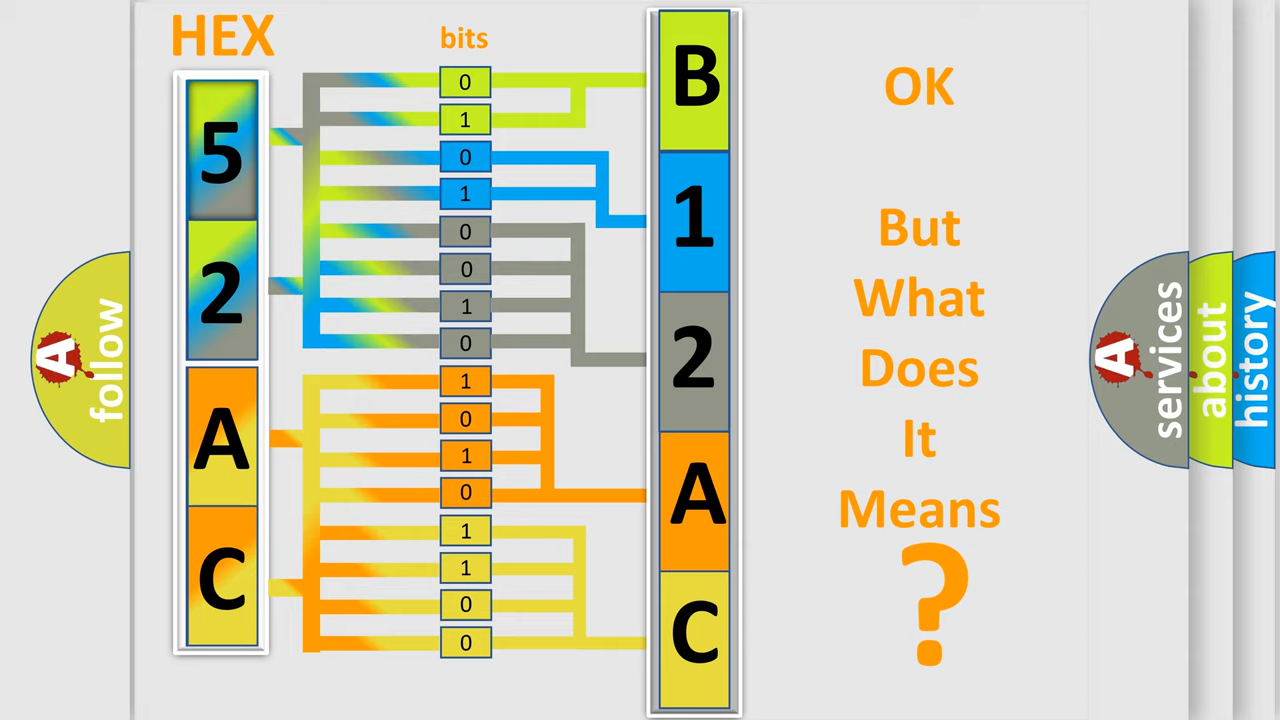 HEX
bits
5
2
A
C
0
1
0
1
0
0
1
0
1
0
1
0
1
1
0
0
B
1
2
A
C
OK
But
What
Does
It
Means
?
A
follow
A
services
about
history